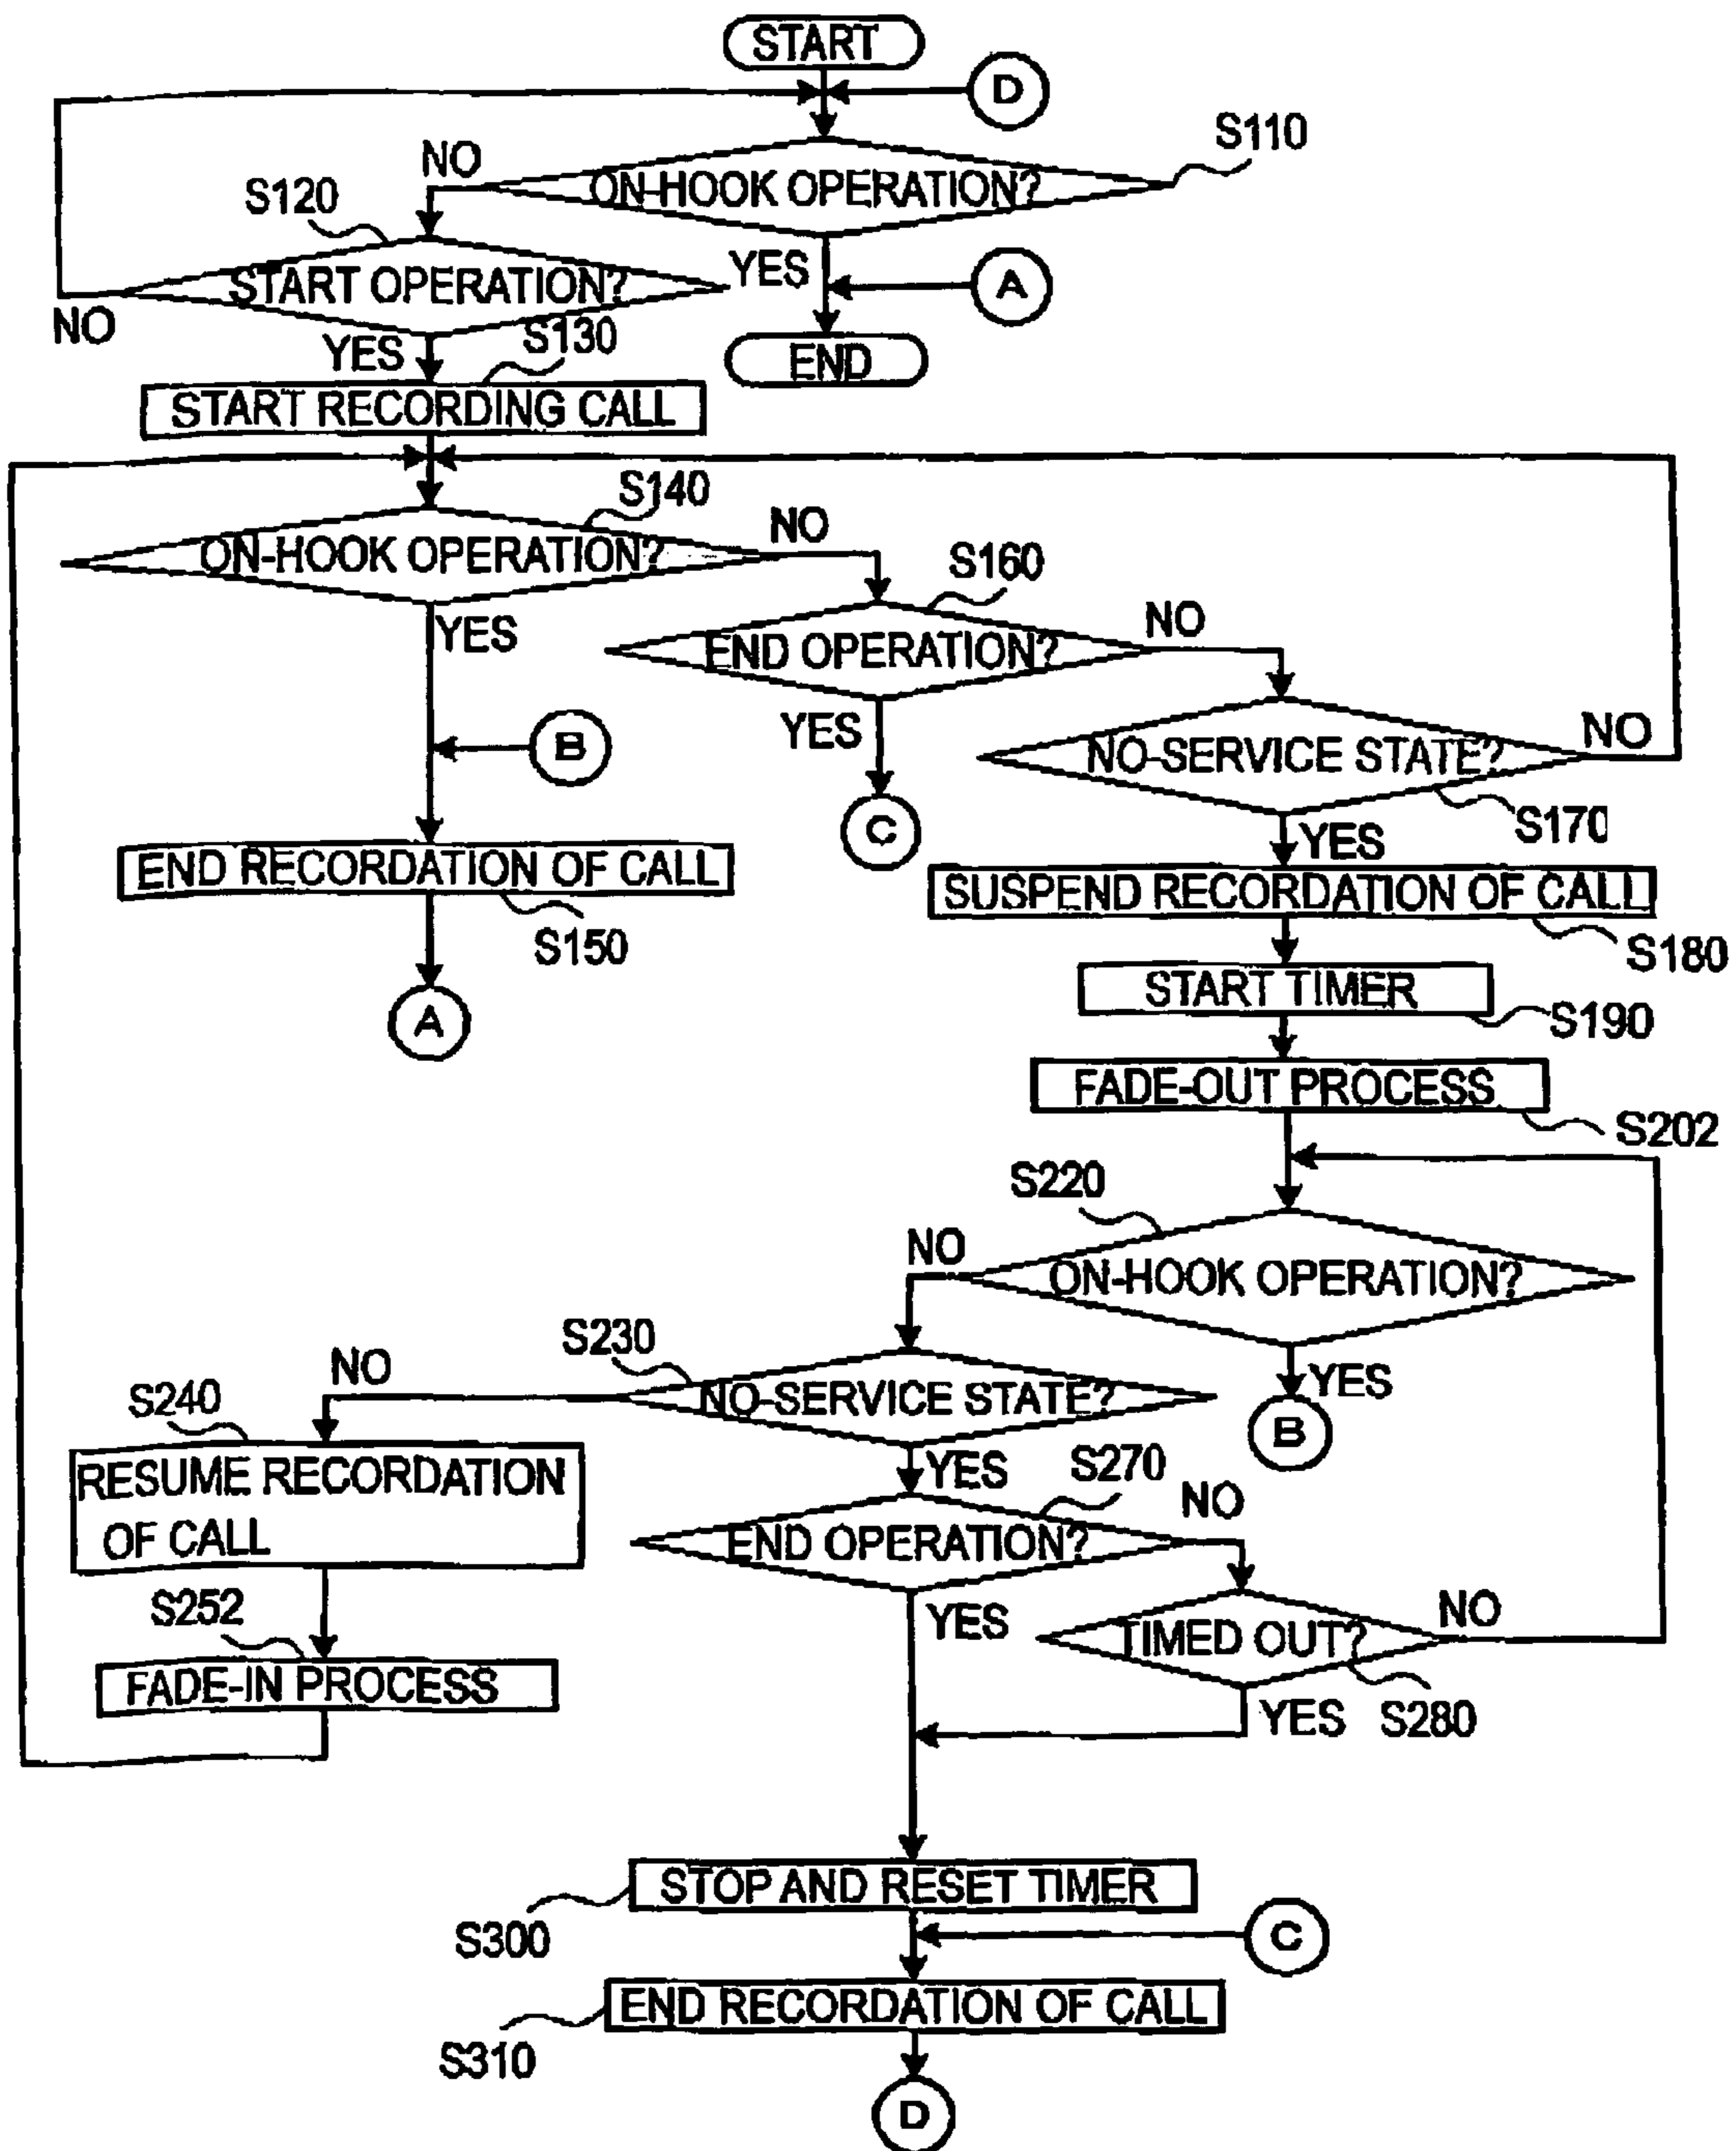 START
D
S110
NO
ON-HOOK OPERATION?
S120
YES
START OPERATION?
A
NO
YES
S130
END
START RECORDING CALL
S140
NO
ON-HOOK OPERATION?
S160
YES
NO
END OPERATION?
B
YES
NO
NO-SERVICE STATE?
C
S170
YES
END RECORDATION OF CALL
SUSPEND RECORDATION OF CALL
S150
S180
START TIMER
A
S190
FADE-OUT PROCESS
S202
S220
NO
ON-HOOK OPERATION?
S230
NO
YES
S240
NO-SERVICE STATE?
B
RESUME RECORDATION
OF CALL
YES
S270
NO
END OPERATION?
S252
YES
NO
TIMED OUT?
FADE-IN PROCESS
YES
S280
STOP AND RESET TIMER
S300
C
END RECORDATION OF CALL
S310
D